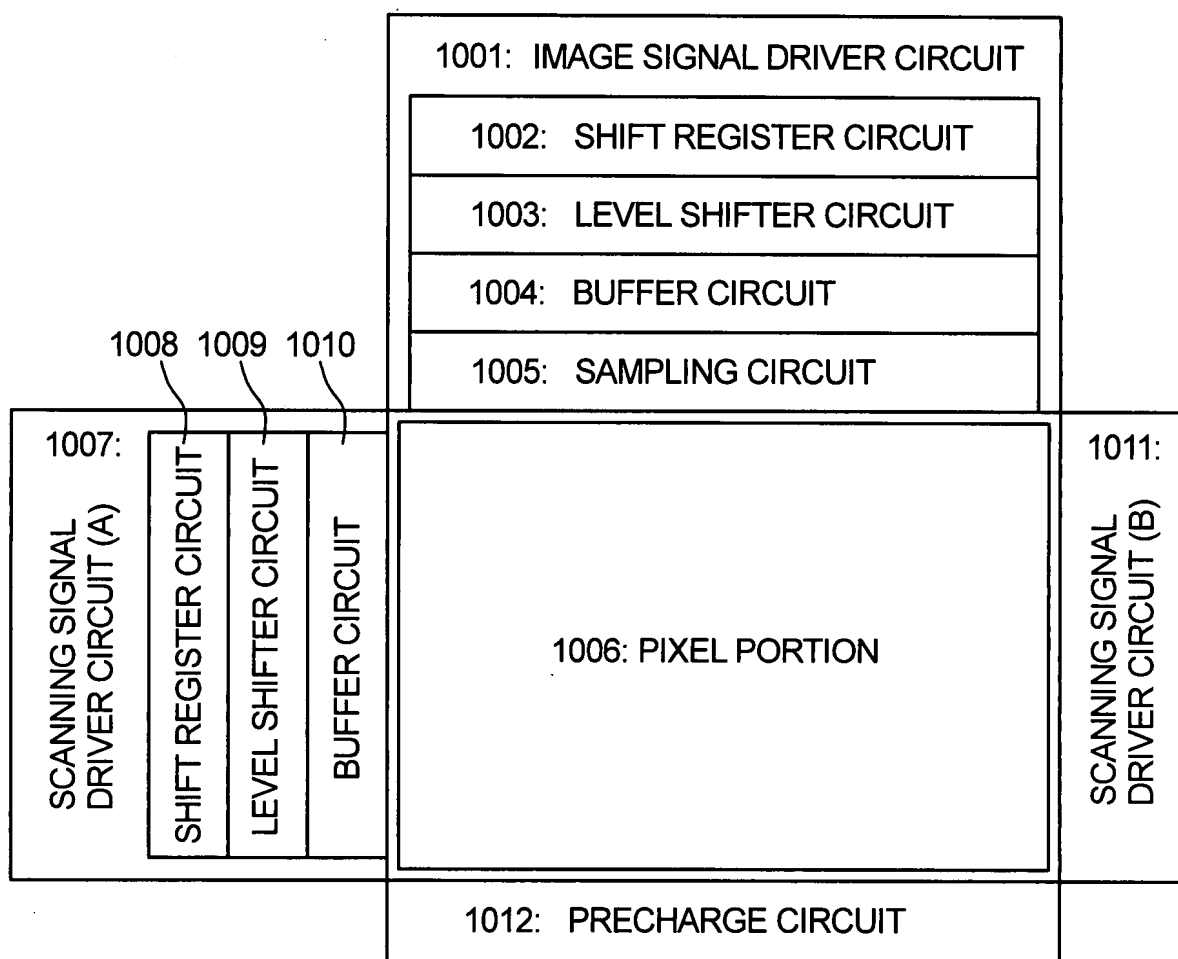 1001: IMAGE SIGNAL DRIVER CIRCUIT
1002: SHIFT REGISTER CIRCUIT
1003: LEVEL SHIFTER CIRCUIT
1004: BUFFER CIRCUIT
1005: SAMPLING CIRCUIT
1008 1009 1010
1007:
SCANNING SIGNAL
DRIVER CIRCUIT (A)
SHIFT REGISTER CIRCUIT
LEVEL SHIFTER CIRCUIT
BUFFER CIRCUIT
1006: PIXEL PORTION
1011:
SCANNING SIGNAL
DRIVER CIRCUIT (B)
1012: PRECHARGE CIRCUIT